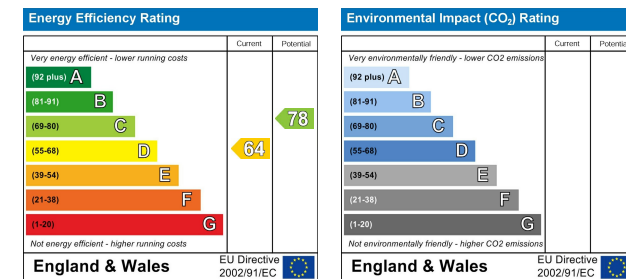 Energy Efficiency Rating
Current Potential
Very energy efficient - lower running costs
(92 plus) A
(81-91) B
(69-80) C
78
(55-68) D
64
(39-54) E
(21-38) F
(1-20) G
Not energy efficient - higher running costs
England & Wales
EU Directive
2002/91/EC
Environmental Impact (CO₂) Rating
Current Potential
Very environmentally friendly - lower CO2 emissions
(92 plus) A
(81-91) B
(69-80) C
(55-68) D
(39-54) E
(21-38) F
(1-20) G
Not environmentally friendly - higher CO2 emissions
England & Wales
EU Directive
2002/91/EC